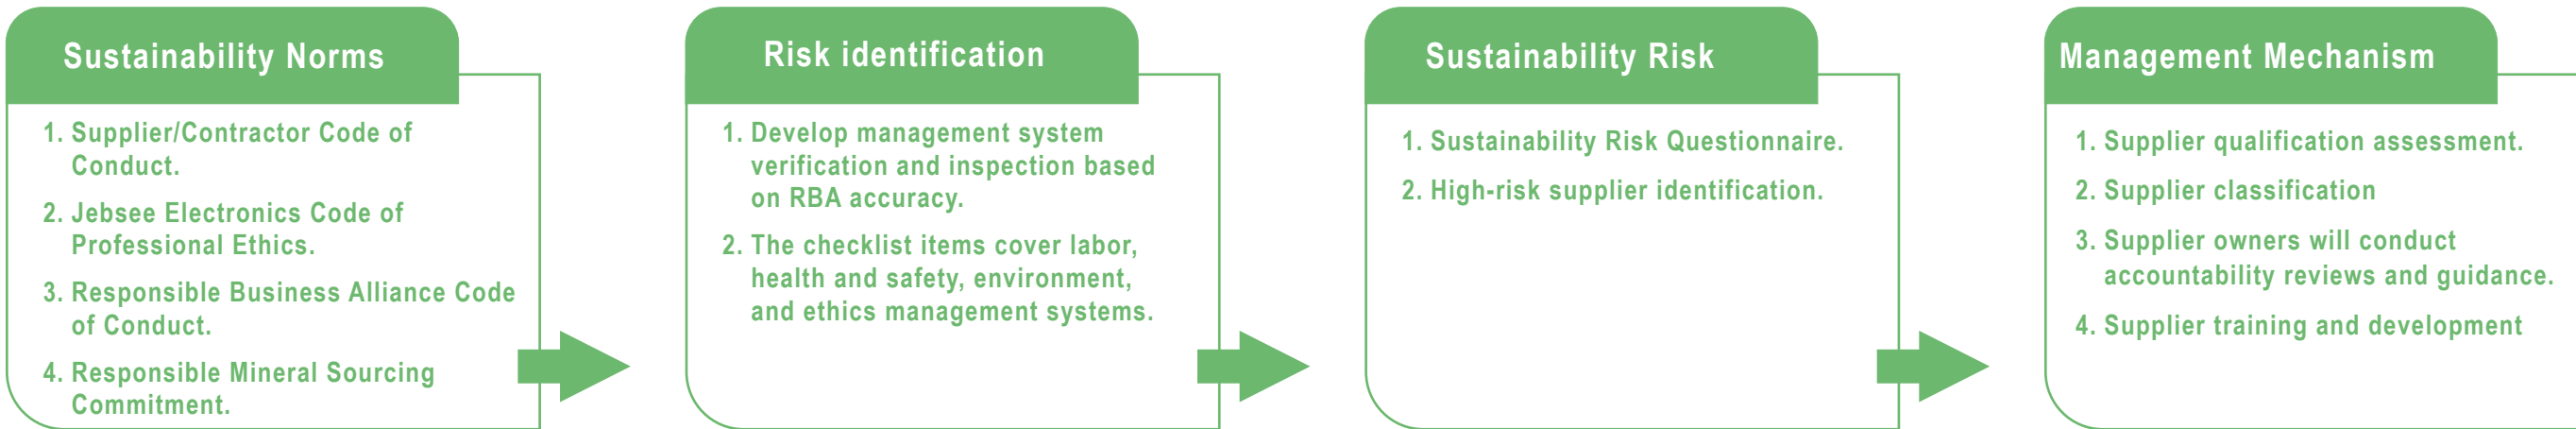 Sustainability Norms
1. Supplier/Contractor Code of
Conduct.
2. Jebsee Electronics Code of
Professional Ethics.
3. Responsible Business Alliance Code
of Conduct.
4. Responsible Mineral Sourcing
Commitment.
Risk identification
1. Develop management system
verification and inspection based
on RBA accuracy.
2. The checklist items cover labor,
health and safety, environment,
and ethics management systems.
Sustainability Risk
1. Sustainability Risk Questionnaire.
2. High-risk supplier identification.
Management Mechanism
1. Supplier qualification assessment.
2. Supplier classification
3. Supplier owners will conduct
accountability reviews and guidance.
4. Supplier training and development